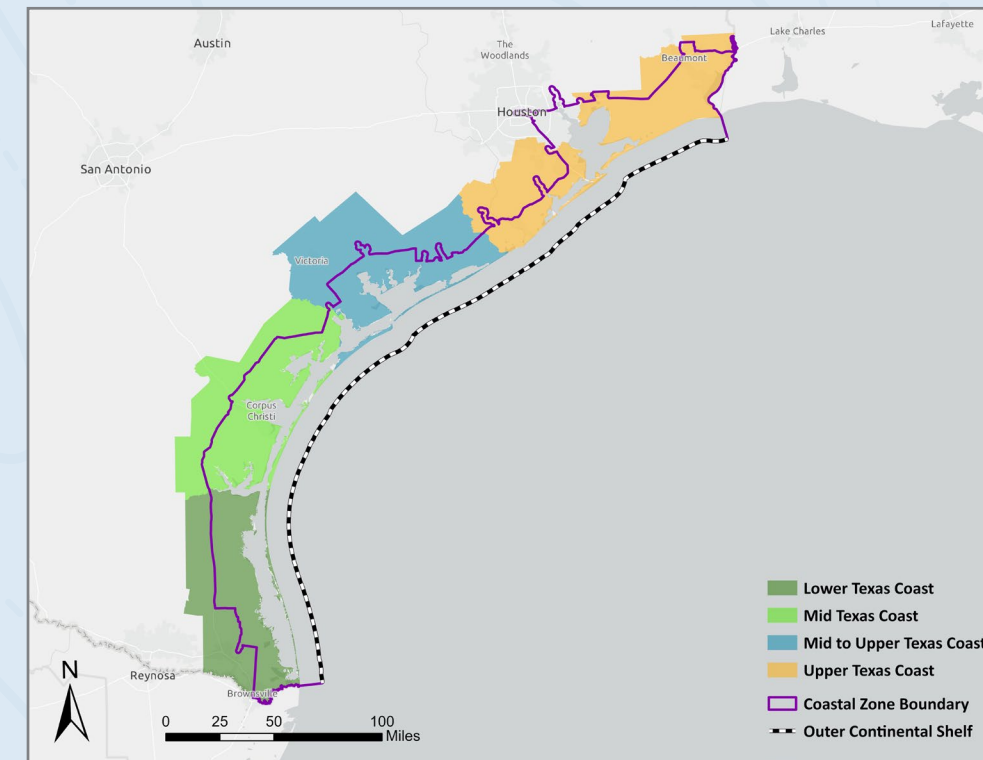 Austin
The
Woodlands
Lake Charles
Lafayette
Beaumont
Houston
San Antonio
Victoria
Corpus
Christi
Reynosa
Brownsville
N
0 25 50 100
Miles
Lower Texas Coast
Mid Texas Coast
Mid to Upper Texas Coast
Upper Texas Coast
Coastal Zone Boundary
Outer Continental Shelf